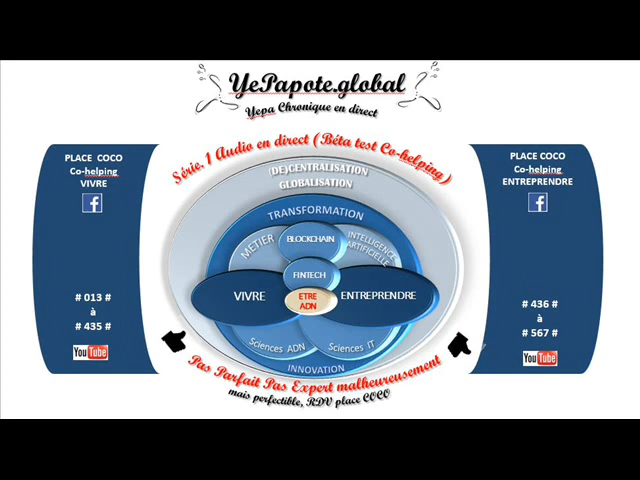 YePapote.global
Yepa Chronique en direct
Série, 1 Audio en direct (Béta test Co-helping)
PLACE COCO
Co-helping
VIVRE
# 013 #
à
# 435 #
YouTube
(DE)CENTRALISATION
GLOBALISATION
TRANSFORMATION
METIER
BLOCKCHAIN
INTELLIGENCE
ARTIFICIELLE
FINTECH
VIVRE
ETRE
ADN
ENTREPRENDRE
Sciences ADN
Sciences IT
INNOVATION
PLACE COCO
Co-helping
ENTREPRENDRE
# 436 #
à
# 567 #
YouTube
Pas Parfait Pas Expert malheureusement
mais perfectible, RDV place COCO